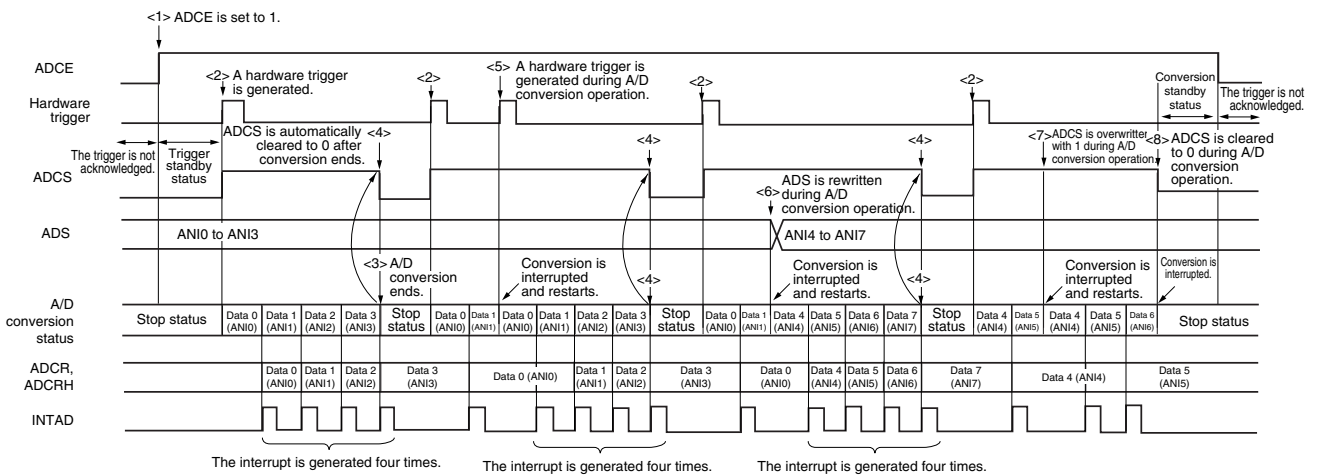 <1> ADCE is set to 1.
ADCE
<2> A hardware trigger
is generated.
<2>
<5> A hardware trigger is
generated during A/D
conversion operation.
<2>
<2>
Conversion
standby
status
The trigger is not
acknowledged.
Hardware
trigger
The trigger is not
acknowledged.
Trigger
standby
status
ADCS is automatically
cleared to 0 after
conversion ends.
<4>
<4>
<4>
<7> ADCS is overwritter
with 1 during A/D
conversion operation.
<8> ADCS is cleared
to 0 during A/D
conversion
operation.
ADCS
<6> ADS is rewritten
during A/D
conversion operation.
ADS
ANI0 to ANI3
ANI4 to ANI7
<3> A/D
conversion
ends.
Conversion is
interrupted
and restarts.
<4>
Conversion is
interrupted
and restarts.
<4>
Conversion is
interrupted
and restarts.
Conversion is
interrupted.
A/D
conversion
status
Stop status
Data 0 (ANI0)
Data 1 (ANI1)
Data 2 (ANI2)
Data 3 (ANI3)
Stop status
Data 0 (ANI0)
Data 1 (ANI1)
Data 0 (ANI0)
Data 1 (ANI1)
Data 2 (ANI2)
Data 3 (ANI3)
Stop status
Data 0 (ANI0)
Data 1 (ANI1)
Data 4 (ANI4)
Data 5 (ANI5)
Data 6 (ANI6)
Data 7 (ANI7)
Stop status
Data 4 (ANI4)
Data 5 (ANI5)
Data 4 (ANI4)
Data 5 (ANI5)
Data 6 (ANI6)
Stop status
ADCR,
ADCRH
Data 0 (ANI0)
Data 1 (ANI1)
Data 2 (ANI2)
Data 3 (ANI3)
Data 0 (ANI0)
Data 1 (ANI1)
Data 2 (ANI2)
Data 3 (ANI3)
Data 0 (ANI0)
Data 4 (ANI4)
Data 5 (ANI5)
Data 6 (ANI6)
Data 7 (ANI7)
Data 4 (ANI4)
Data 5 (ANI5)
INTAD
The interrupt is generated four times.
The interrupt is generated four times.
The interrupt is generated four times.